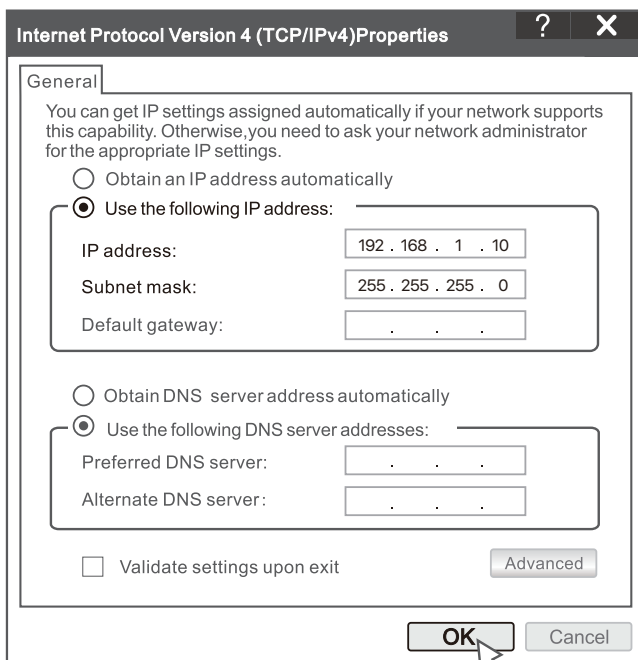 Internet Protocol Version 4 (TCP/IPv4)Properties
?
General
You can get IP settings assigned automatically if your network supports
this capability. Otherwise,you need to ask your network administrator
for the appropriate IP settings.
Obtain an IP address automatically
Use the following IP address:
IP address: 192 . 168 . 1 . 10
Subnet mask: 255 . 255 . 255 . 0
Default gateway: . . .
Obtain DNS server address automatically
Use the following DNS server addresses:
Preferred DNS server: . . .
Alternate DNS server: . . .
Validate settings upon exit Advanced
OK Cancel